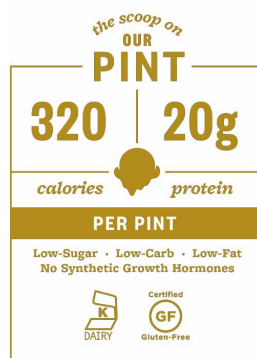 the scoop on
OUR
PINT
320 20g
calories protein
PER PINT
Low-Sugar · Low-Carb · Low-Fat
No Synthetic Growth Hormones
K
DAIRY
Certified
GF
Gluten-Free